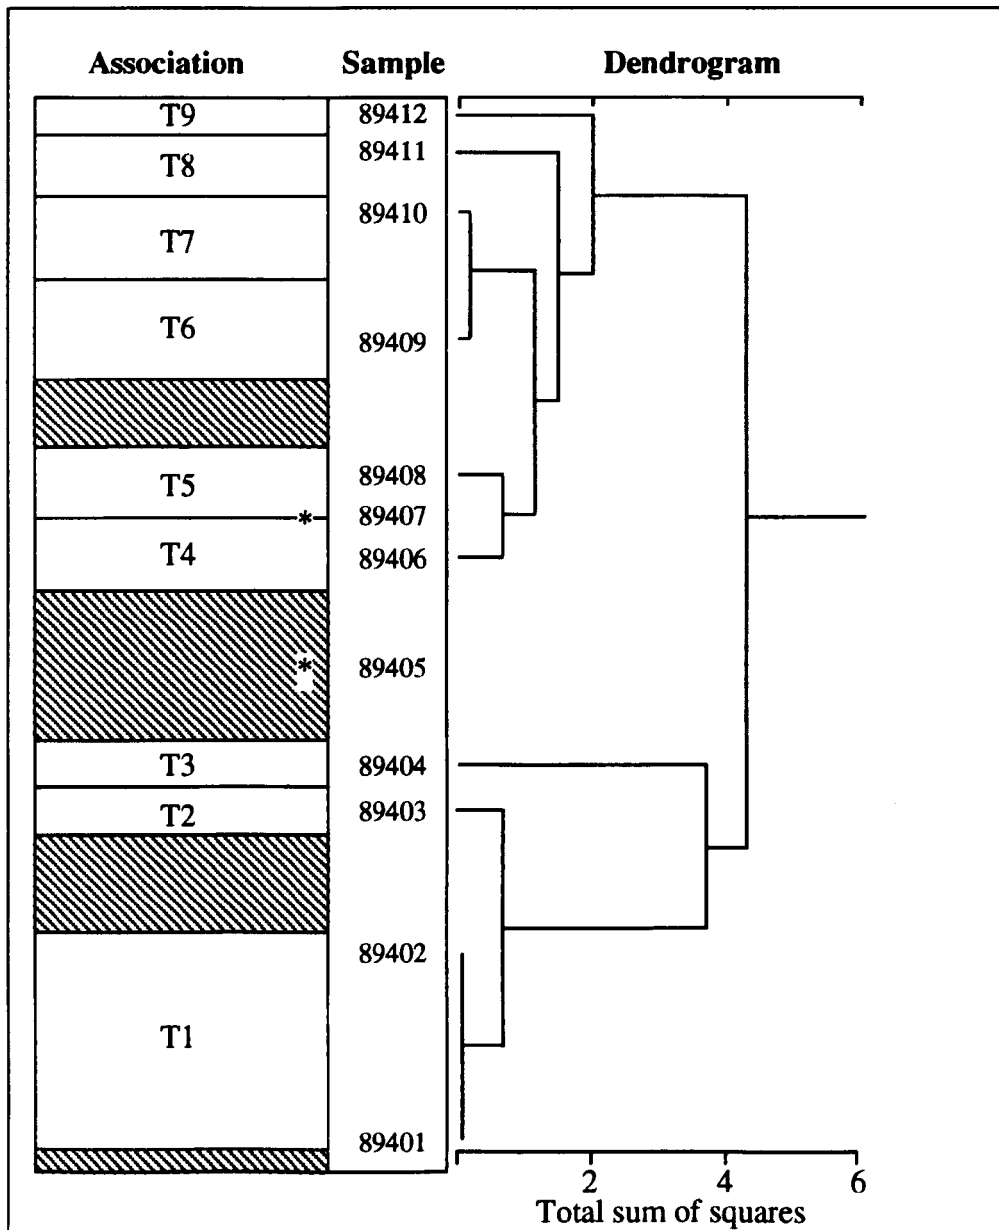 Association Sample Dendrogram
T9 89412
89411
T8
89410
T7
T6
89409
89408
T5
* 89407
T4 89406
* 89405
T3 89404
T2 89403
89402
T1
89401
2 4 6
Total sum of squares